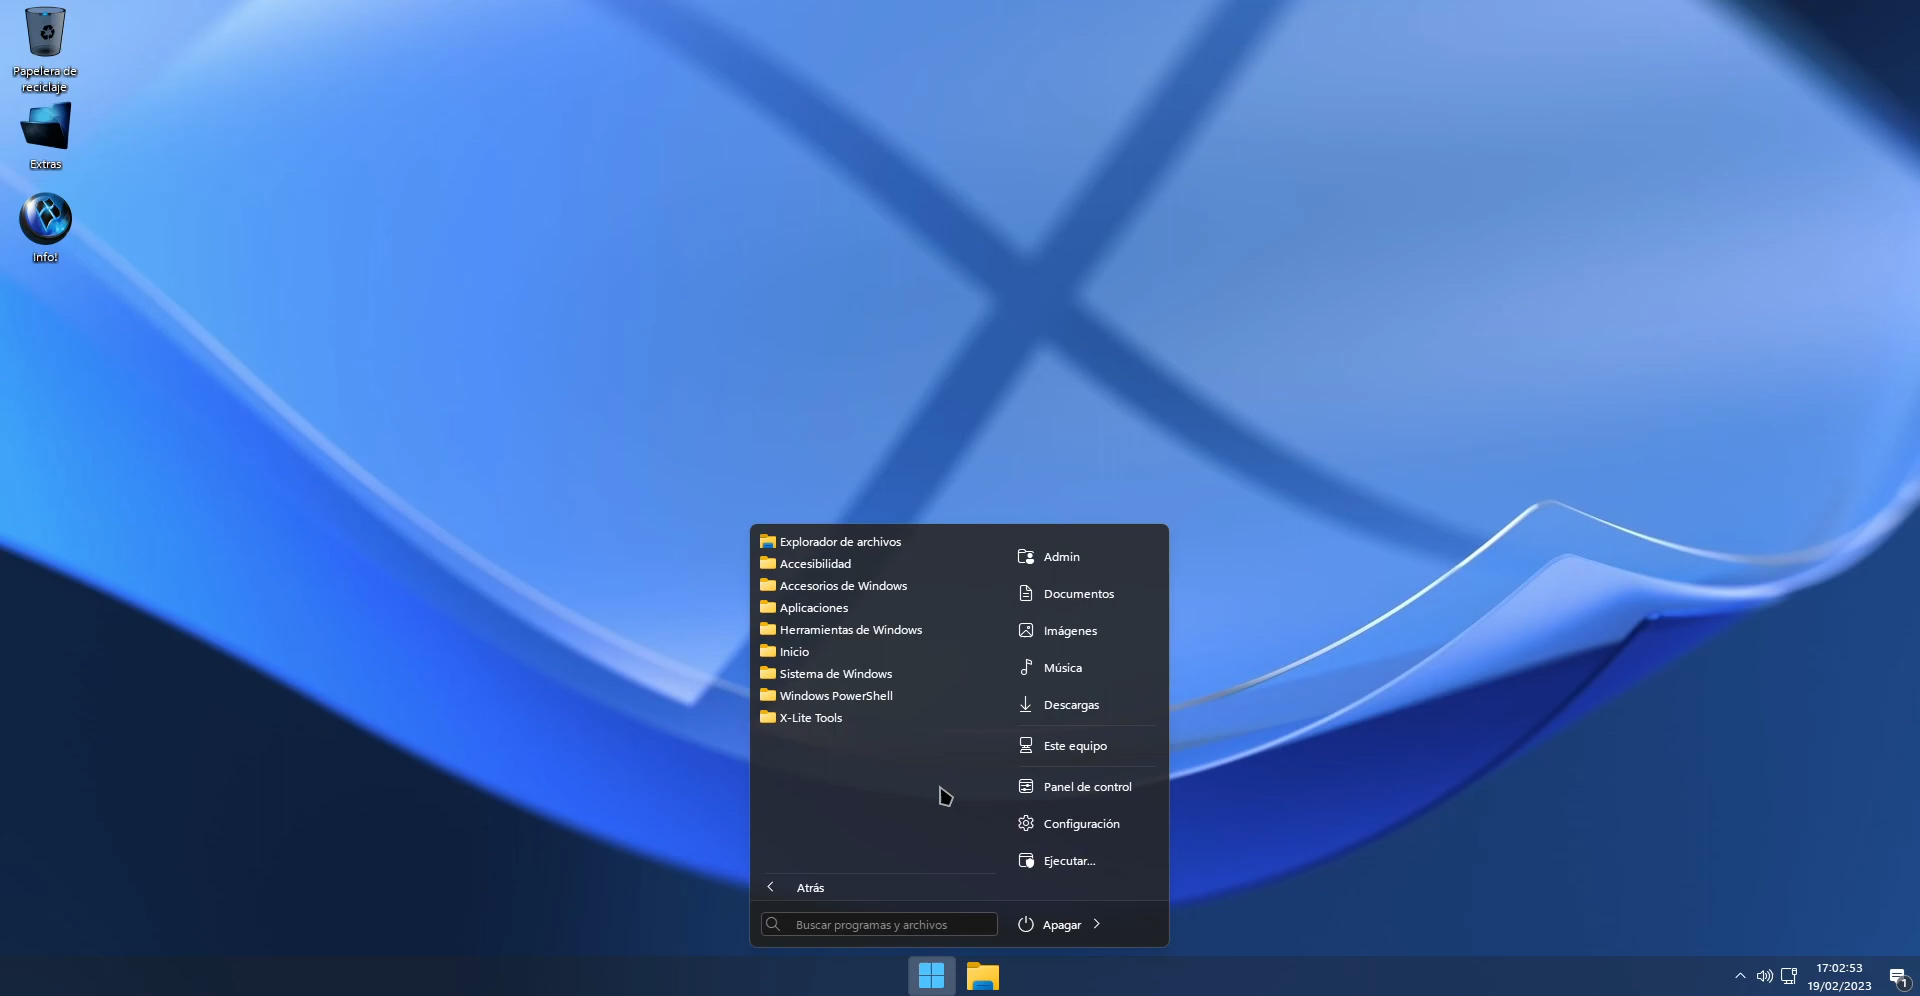 Papelera de
reciclaje
Extras
Info!
Explorador de archivos
Accesibilidad
Accesorios de Windows
Aplicaciones
Herramientas de Windows
Inicio
Sistema de Windows
Windows PowerShell
X-Lite Tools
Atrás
Buscar programas y archivos
Admin
Documentos
Imágenes
Música
Descargas
Este equipo
Panel de control
Configuración
Ejecutar...
Apagar
17:02:53
19/02/2023
1